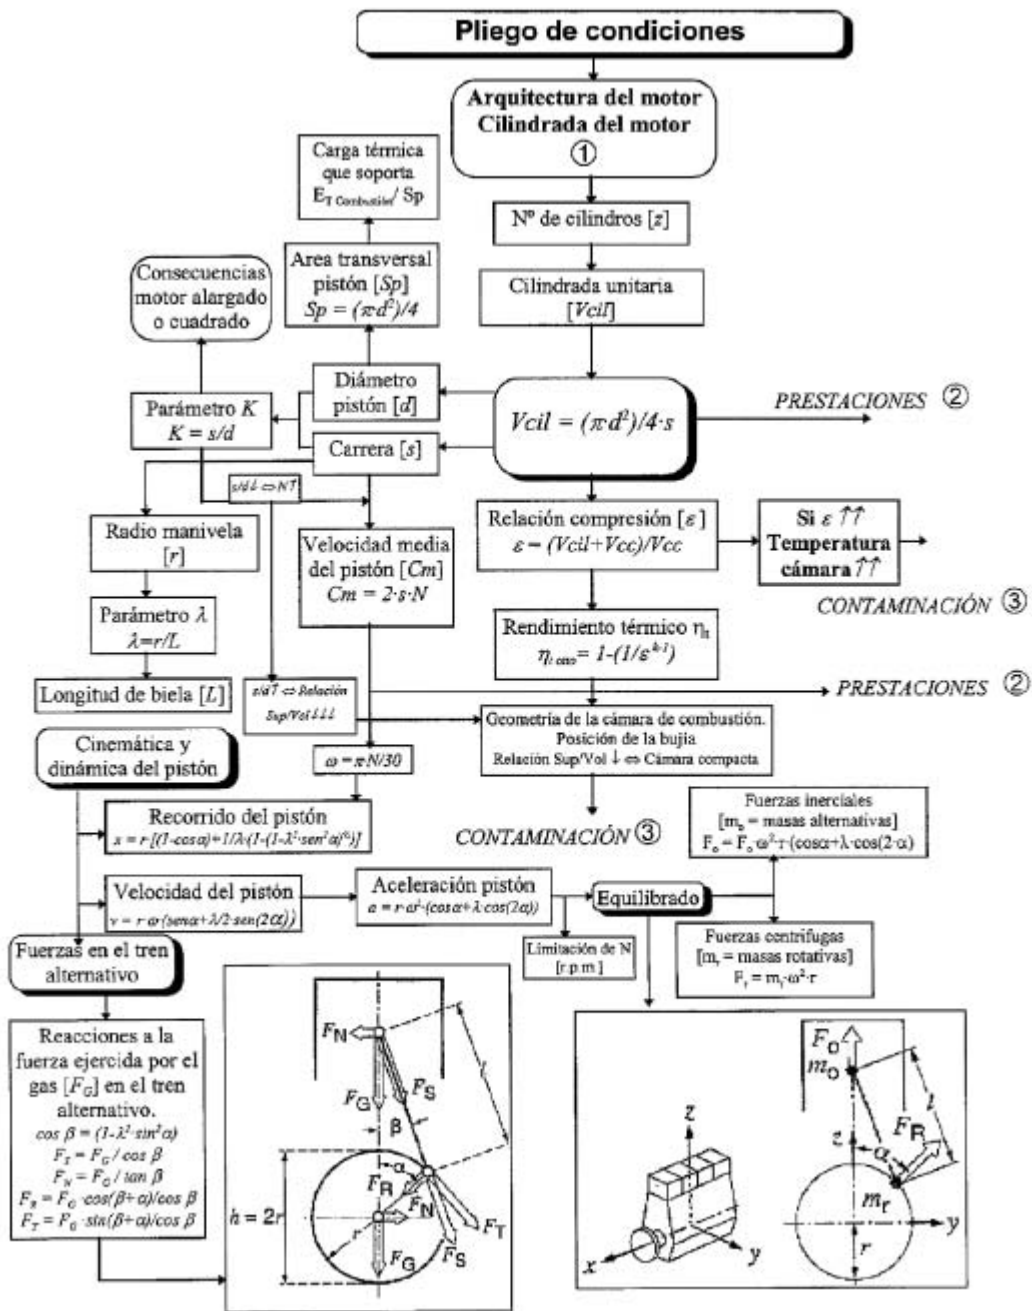 Pliego de condiciones
Arquitectura del motor
Cilindrada del motor
①
Carga térmica
que soporta
E_T Combustión/ Sp
Nº de cilindros [z]
Area transversal
pistón [Sp]
Sp = (π·d²)/4
Consecuencias
motor alargado
o cuadrado
Cilindrada unitaria
[Vcil]
Diámetro
pistón [d]
Parámetro K
K = s/d
Vcil = (π·d²)/4·s
PRESTACIONES ②
Carrera [s]
s/d↓ ⇔ N↑
Radio manivela
[r]
Velocidad media
del pistón [Cm]
Cm = 2·s·N
Relación compresión [ε]
ε = (Vcil+Vcc)/Vcc
Si ε ↑↑
Temperatura
cámara ↑↑
CONTAMINACIÓN ③
Parámetro λ
λ=r/L
Rendimiento térmico η_t
Longitud de biela [L]
s/d↑ ⇔ Relación
Sup/Vol ↓↓↓
PRESTACIONES ②
Geometría de la cámara de combustión.
Posición de la bujia
Relación Sup/Vol ↓ ⇔ Cámara compacta
Cinemática y
dinámica del pistón
ω = π·N/30
Recorrido del pistón
CONTAMINACIÓN ③
Fuerzas inerciales
[m_o = masas alternativas]
F_o = F_o·ω²·r·(cosα+λ·cos(2·α)
Velocidad del pistón
v = r·ω·(senα+λ/2·sen(2α))
Aceleración pistón
a = r·ω²·(cosα+λ·cos(2α))
Equilibrado
Limitación de N
[r.p.m.]
Fuerzas centrifugas
[m_r = masas rotativas]
F_r = m_r·ω²·r
Fuerzas en el tren
alternativo
Reacciones a la
fuerza ejercida por el
gas [F_G] en el tren
alternativo.
cos β = (1-λ²·sin²α)
F_T = F_G / cos β
F_N = F_G / tan β
F_R = F_G ·cos(β+α)/cos β
F_T = F_G ·sin(β+α)/cos β
F_N
F_G
F_S
l
β
α
F_R
F_N
h = 2r
r
F_T
F_S
F_G
z
x
y
F_o
m_o
l
z
F_R
α
m_r
y
r